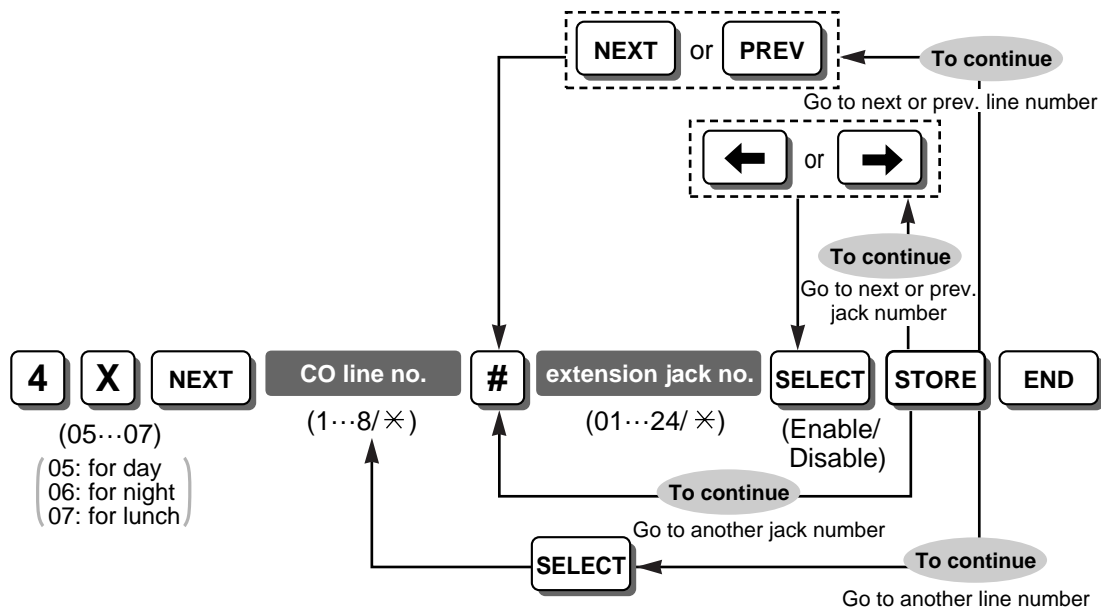 NEXT or PREV
To continue
Go to next or prev. line number
← or →
To continue
Go to next or prev.
jack number
4 X NEXT CO line no. # extension jack no. SELECT STORE END
(05···07)
(1···8/✳)
(01···24/ ✳)
(Enable/
Disable)
05: for day
06: for night
07: for lunch
To continue
Go to another jack number
SELECT
To continue
Go to another line number